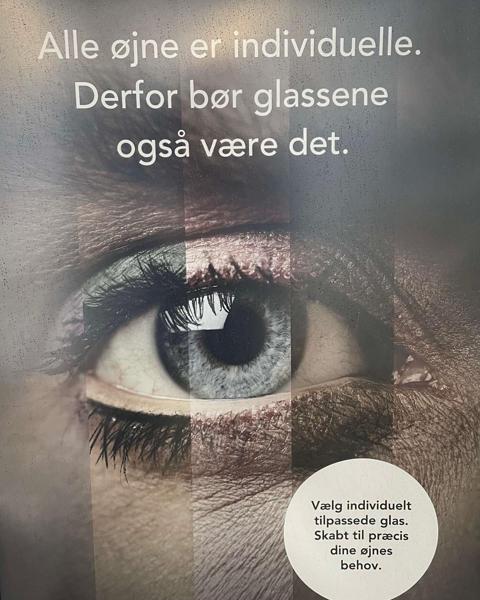 Alle øjne er individuelle.
Derfor bør glassene
også være det.
Vælg individuelt
tilpassede glas.
Skabt til præcis
dine øjnes
behov.